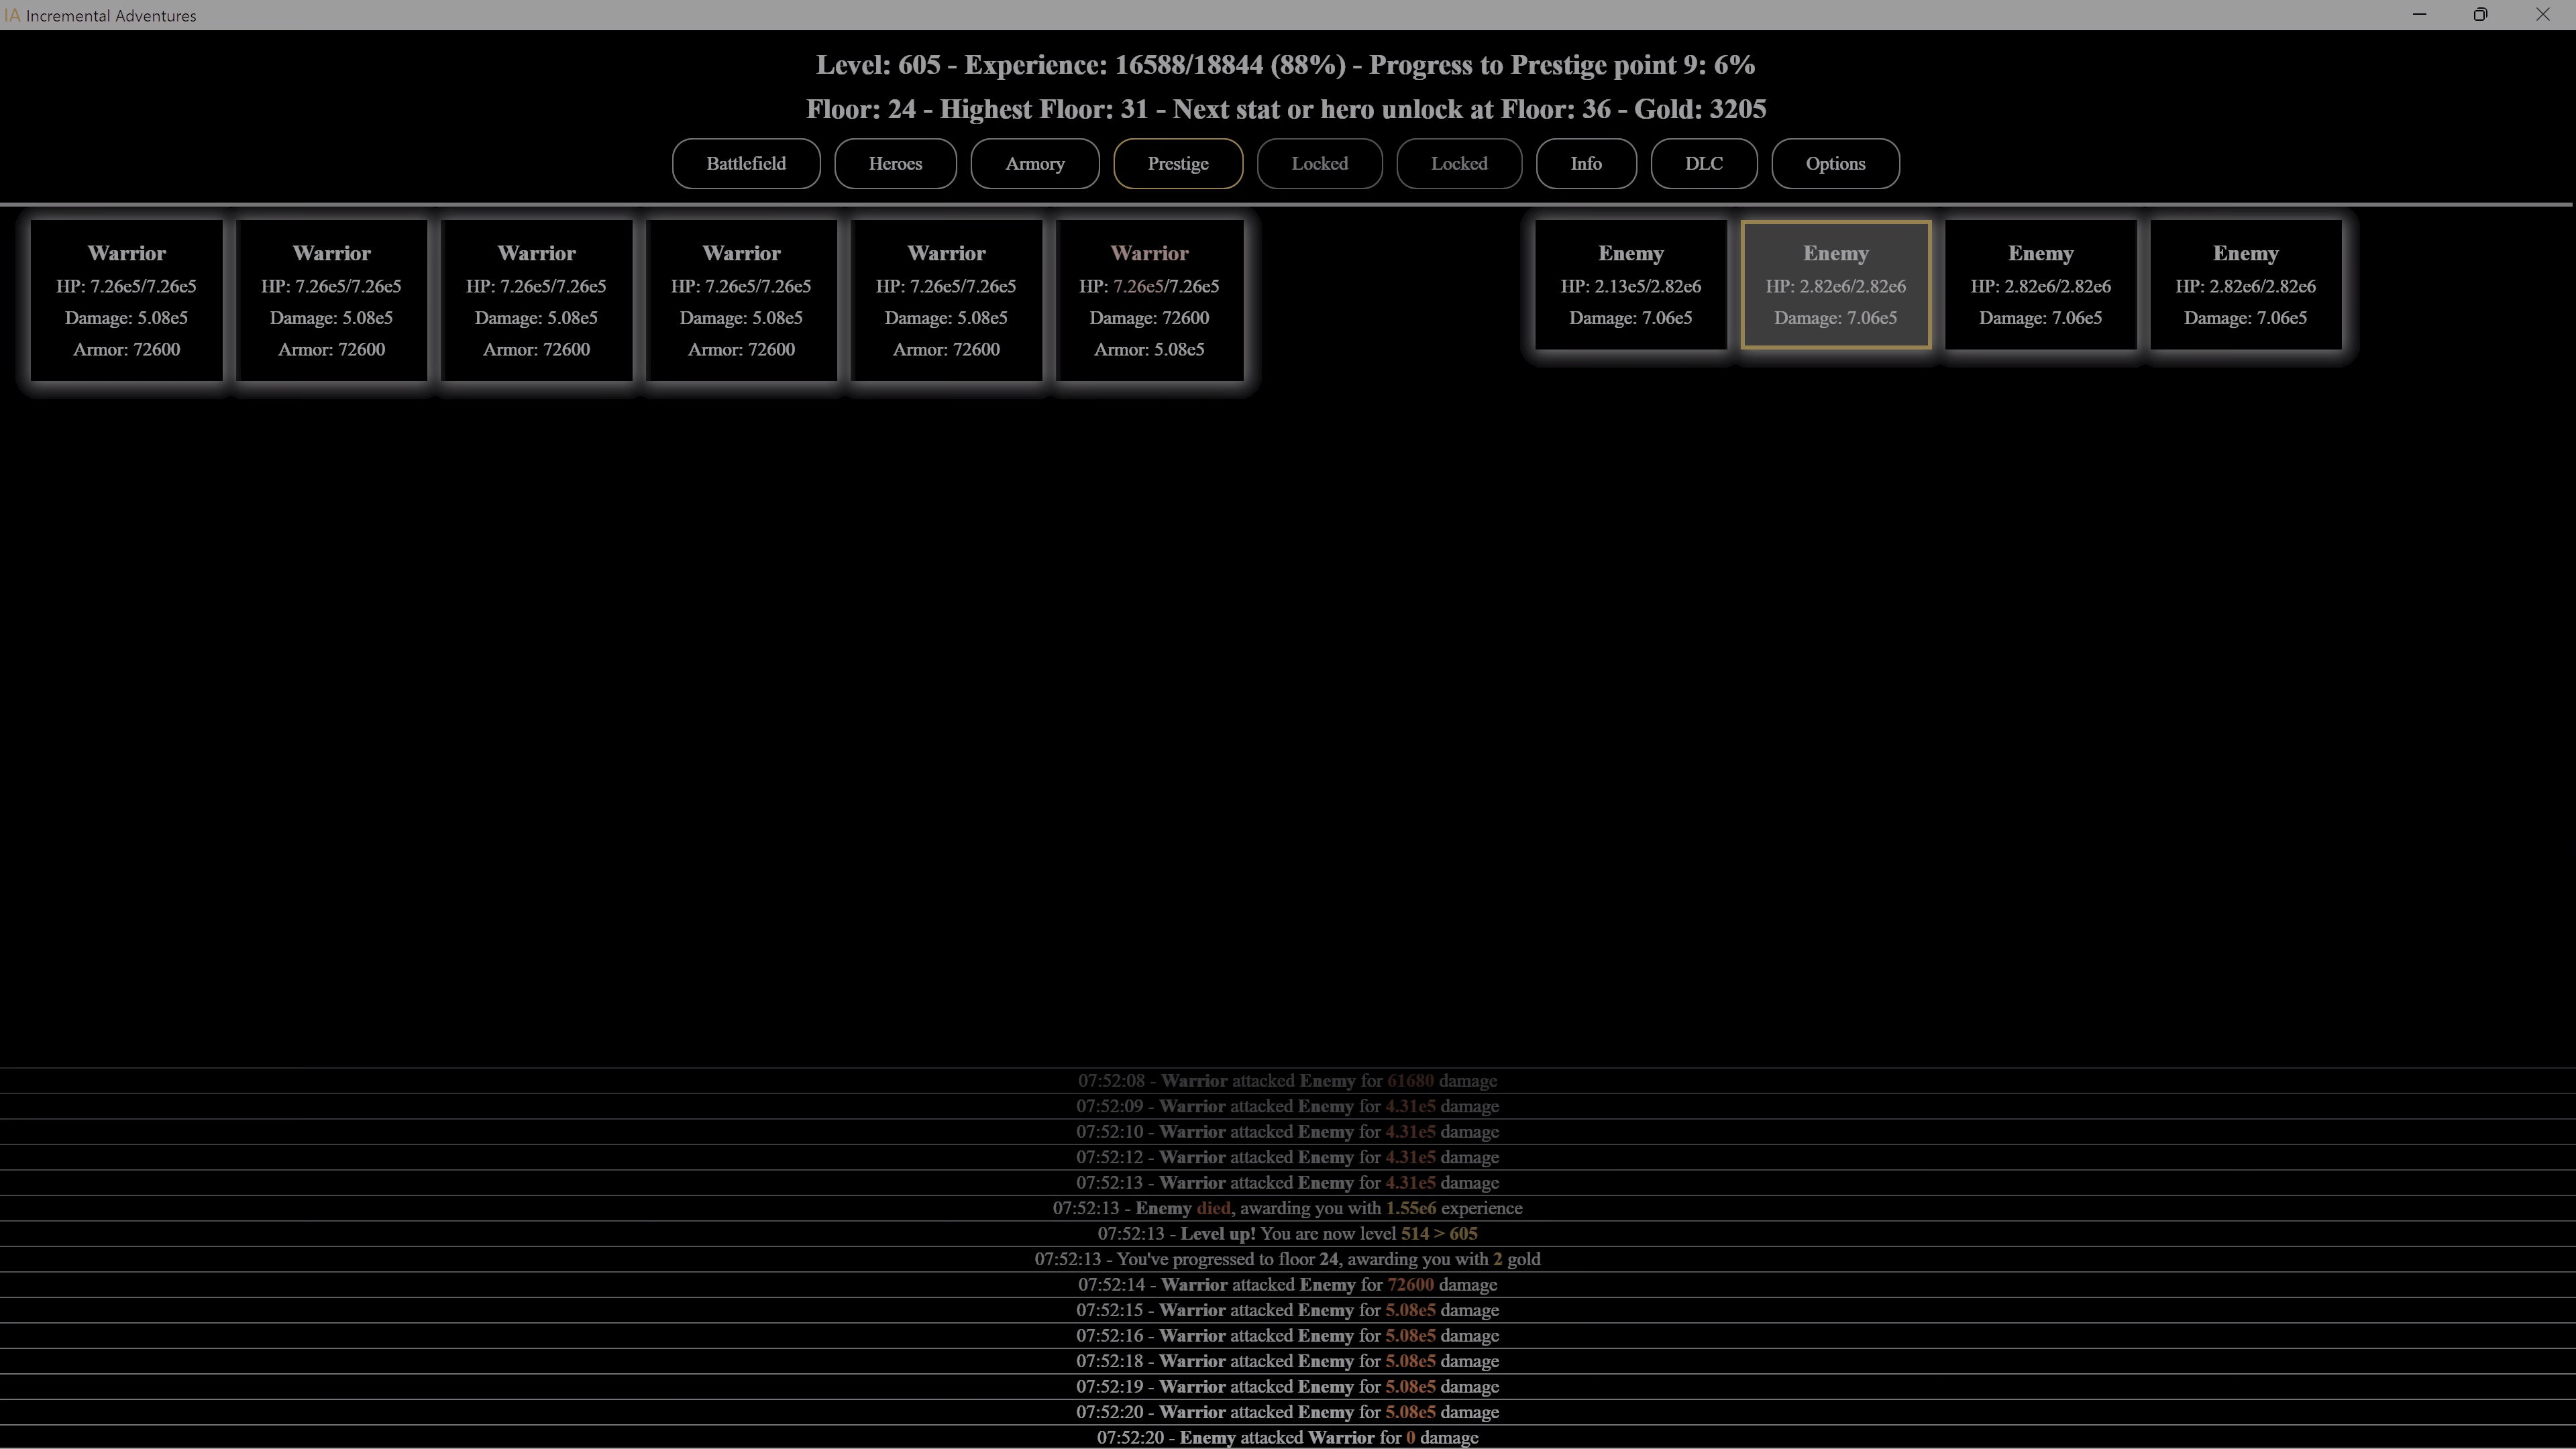 IA Incremental Adventures
Level: 605 - Experience: 16588/18844 (88%) - Progress to Prestige point 9: 6%
Floor: 24 - Highest Floor: 31 - Next stat or hero unlock at Floor: 36 - Gold: 3205
Battlefield Heroes Armory Prestige Locked Locked Info DLC Options
Warrior Warrior Warrior Warrior Warrior Warrior Enemy Enemy Enemy Enemy
HP: 7.26e5/7.26e5 HP: 7.26e5/7.26e5 HP: 7.26e5/7.26e5 HP: 7.26e5/7.26e5 HP: 7.26e5/7.26e5 HP: 7.26e5/7.26e5 HP: 2.13e5/2.82e6 HP: 2.82e6/2.82e6 HP: 2.82e6/2.82e6 HP: 2.82e6/2.82e6
Damage: 5.08e5 Damage: 5.08e5 Damage: 5.08e5 Damage: 5.08e5 Damage: 5.08e5 Damage: 72600 Damage: 7.06e5 Damage: 7.06e5 Damage: 7.06e5 Damage: 7.06e5
Armor: 72600 Armor: 72600 Armor: 72600 Armor: 72600 Armor: 72600 Armor: 5.08e5
07:52:08 - Warrior attacked Enemy for 61680 damage
07:52:09 - Warrior attacked Enemy for 4.31e5 damage
07:52:10 - Warrior attacked Enemy for 4.31e5 damage
07:52:12 - Warrior attacked Enemy for 4.31e5 damage
07:52:13 - Warrior attacked Enemy for 4.31e5 damage
07:52:13 - Enemy died, awarding you with 1.55e6 experience
07:52:13 - Level up! You are now level 514 > 605
07:52:13 - You've progressed to floor 24, awarding you with 2 gold
07:52:14 - Warrior attacked Enemy for 72600 damage
07:52:15 - Warrior attacked Enemy for 5.08e5 damage
07:52:16 - Warrior attacked Enemy for 5.08e5 damage
07:52:18 - Warrior attacked Enemy for 5.08e5 damage
07:52:19 - Warrior attacked Enemy for 5.08e5 damage
07:52:20 - Warrior attacked Enemy for 5.08e5 damage
07:52:20 - Enemy attacked Warrior for 0 damage